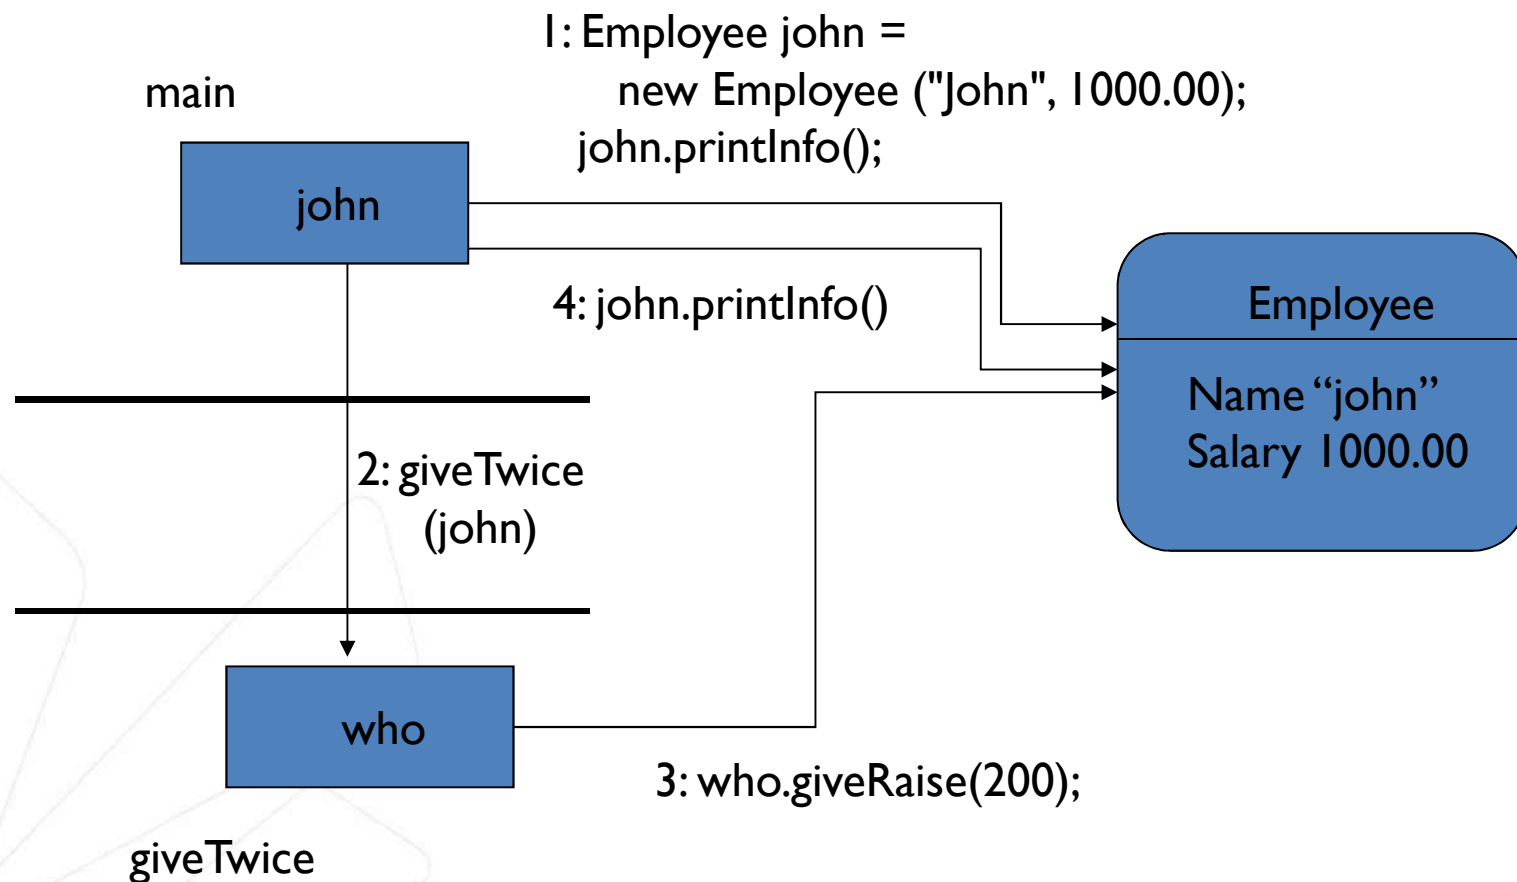 1: Employee john =
new Employee ("John", 1000.00);
john.printInfo();
main
john
4: john.printInfo()
Employee
Name “john”
Salary 1000.00
2: giveTwice
(john)
who
3: who.giveRaise(200);
giveTwice